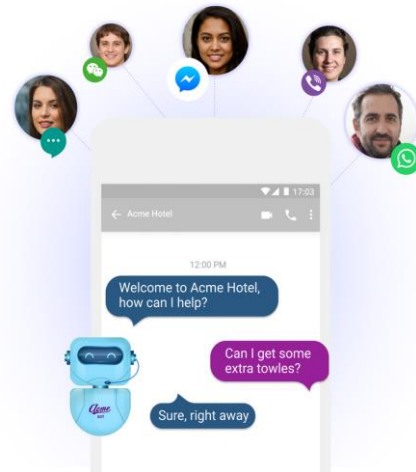 17:03
Acme Hotel
12:00 PM
Welcome to Acme Hotel,
how can I help?
Can I get some
extra towles?
Sure, right away
Acme
BOT